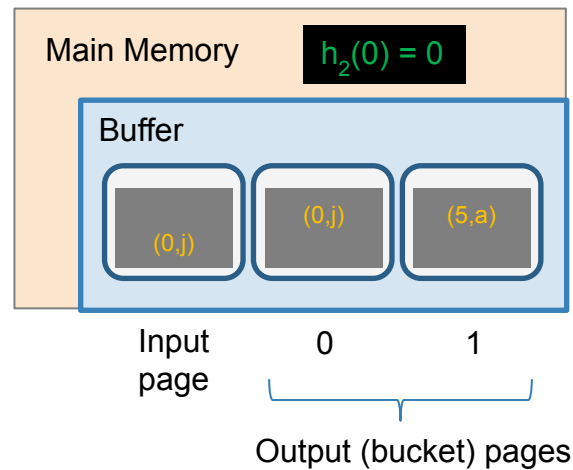 Main Memory
h₂(0) = 0
Buffer
(0,j)
(0,j)
(5,a)
Input
page
0
1
Output (bucket) pages